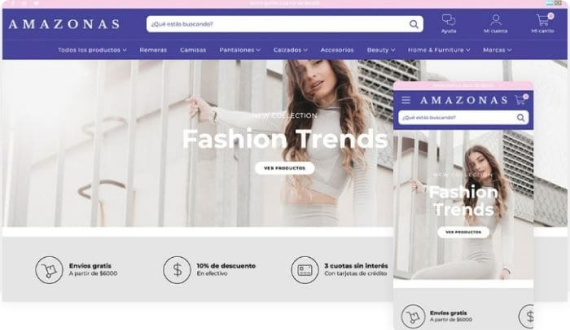 AMAZONAS
¿Qué estás buscando?
Ayuda
Mi cuenta
Mi carrito
Todos los productos
Remeras
Camisas
Pantalones
Calzados
Accesorios
Beauty
Home & Furniture
Marcas
NEW COLLECTION
Fashion Trends
VER PRODUCTOS
Envíos gratis
A partir de $6000
10% de descuento
En efectivo
3 cuotas sin interés
Con tarjetas de crédito
AMAZONAS
¿Qué estás buscando?
NEW COLLECTION
Fashion
Trends
VER PRODUCTOS
Envíos gratis
A partir de $6000